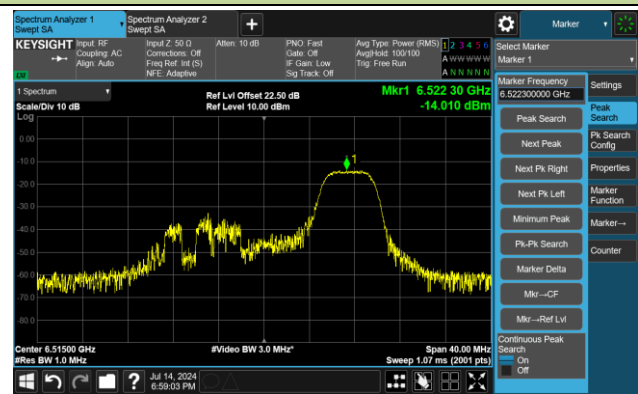 Spectrum Analyzer 1
Swept SA
Spectrum Analyzer 2
Swept SA
+
Marker
KEYSIGHT
Input: RF
Coupling: AC
Align: Auto
Input Z: 50 Ω
Corrections: Off
Freq Ref: Int (S)
NFE: Adaptive
Atten: 10 dB
PNO: Fast
Gate: Off
IF Gain: Low
Sig Track: Off
Avg Type: Power (RMS)
Avg|Hold: 100/100
Trig: Free Run
1 2 3 4 5 6
A W W W W W
A N N N N N
LXI
Select Marker
Marker 1
1 Spectrum
Scale/Div 10 dB
Log
Ref Lvl Offset 22.50 dB
Ref Level 10.00 dBm
Mkr1 6.522 30 GHz
-14.010 dBm
0.00
-10.0
-20.0
-30.0
-40.0
-50.0
-60.0
-70.0
-80.0
1
Center 6.51500 GHz
#Res BW 1.0 MHz
#Video BW 3.0 MHz*
Span 40.00 MHz
Sweep 1.07 ms (2001 pts)
Marker Frequency
6.522300000 GHz
Peak Search
Next Peak
Next Pk Right
Next Pk Left
Minimum Peak
Pk-Pk Search
Marker Delta
Mkr→CF
Mkr→Ref Lvl
Continuous Peak
Search
On
Off
Settings
Peak
Search
Pk Search
Config
Properties
Marker
Function
Marker→
Counter
?
Jul 14, 2024
6:59:03 PM